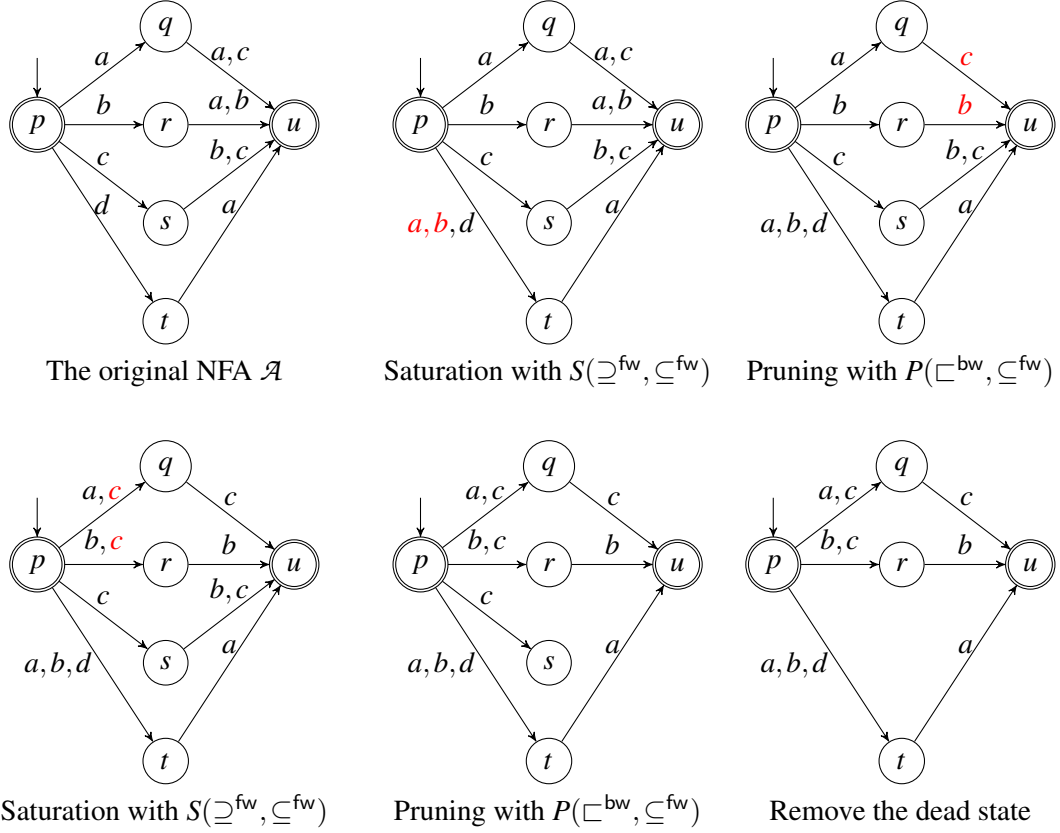 q
a
a, c
p
b
r
a, b
u
c
b, c
d
s
a
t
The original NFA 𝒜
q
a
a, c
p
b
r
a, b
u
c
b, c
a, b, d
s
a
t
Saturation with S(⊇ᶠʷ, ⊆ᶠʷ)
q
a
c
p
b
r
b
u
c
b, c
a, b, d
s
a
t
Pruning with P(⊏ᵇʷ, ⊆ᶠʷ)
q
a, c
c
p
b, c
r
b
u
c
b, c
a, b, d
s
a
t
Saturation with S(⊇ᶠʷ, ⊆ᶠʷ)
q
a, c
c
p
b, c
r
b
u
c
a, b, d
s
a
t
Pruning with P(⊏ᵇʷ, ⊆ᶠʷ)
q
a, c
c
p
b, c
r
b
u
a, b, d
a
t
Remove the dead state